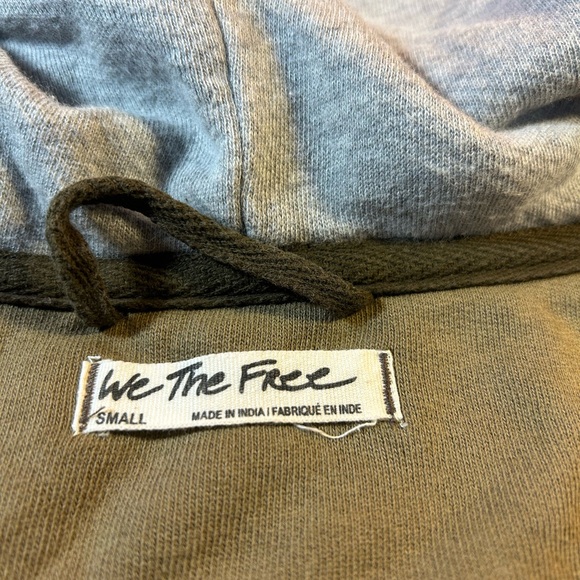 We The Free
SMALL MADE IN INDIA | FABRIQUÉ EN INDE